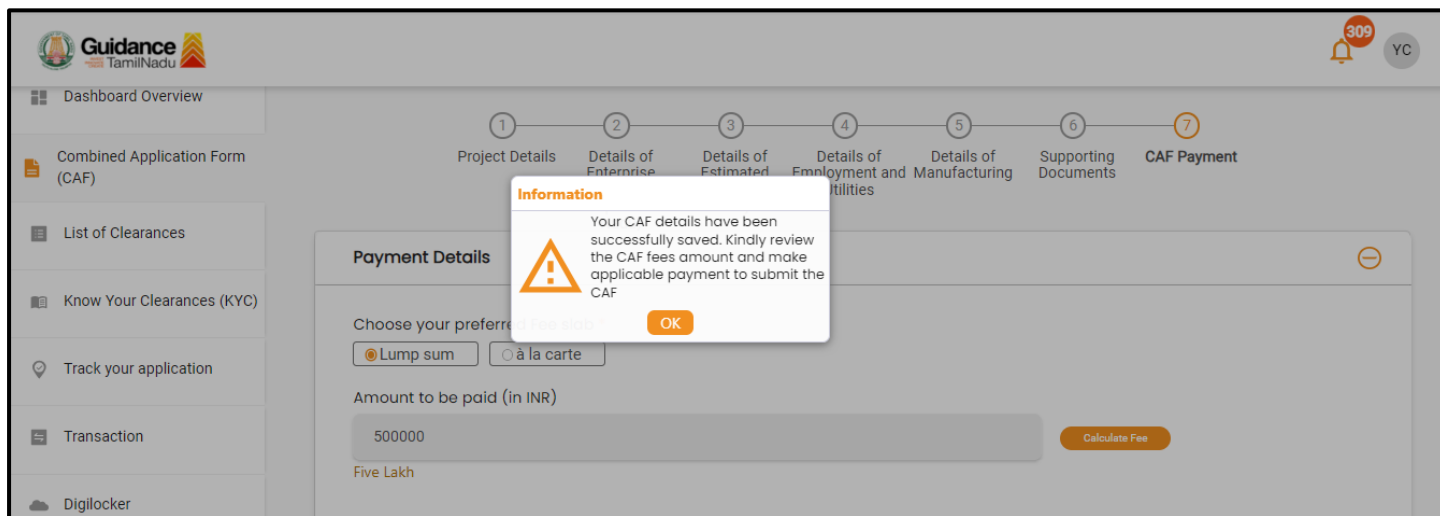 Guidance
TamilNadu
309
YC
Dashboard Overview
Combined Application Form
(CAF)
List of Clearances
Know Your Clearances (KYC)
Track your application
Transaction
Digilocker
1
2
3
4
5
6
7
Project Details
Details of
Enterprise
Details of
Estimated
Details of
Employment and
Utilities
Details of
Manufacturing
Supporting
Documents
CAF Payment
Information
Your CAF details have been
successfully saved. Kindly review
the CAF fees amount and make
applicable payment to submit the
CAF
OK
Payment Details
Choose your preferred Fee slab
Lump sum
à la carte
Amount to be paid (in INR)
500000
Calculate Fee
Five Lakh